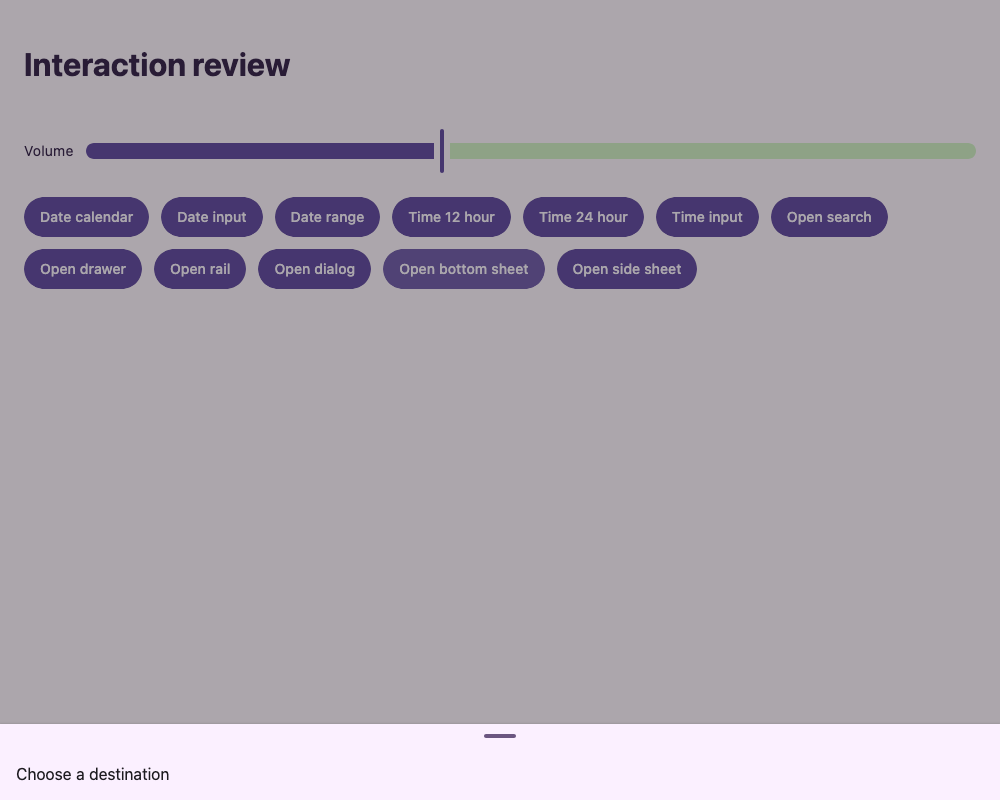 Interaction review
Volume
Date calendar Date input Date range Time 12 hour Time 24 hour Time input Open search
Open drawer Open rail Open dialog Open bottom sheet Open side sheet
Choose a destination